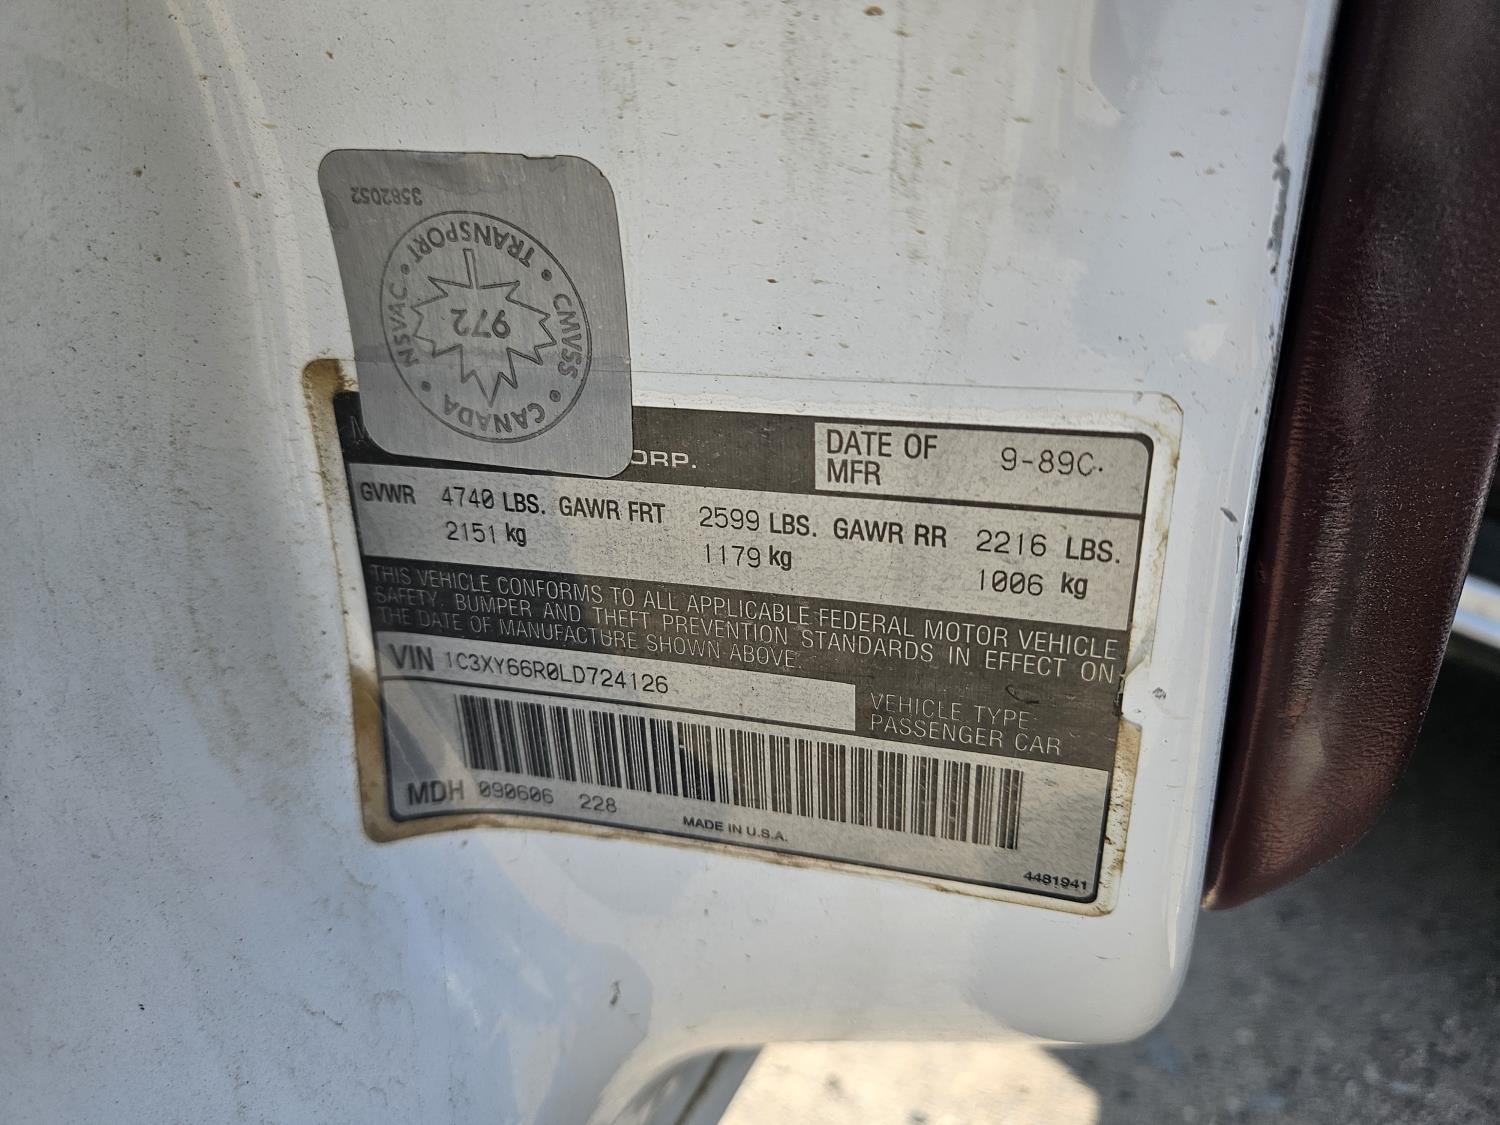 3582052
TRANSPORT • CMVSS • CANADA • NSVAC •
972
ORP.
DATE OF MFR 9-89C.
GVWR 4740 LBS. GAWR FRT 2599 LBS. GAWR RR 2216 LBS.
2151 kg 1179 kg 1006 kg
THIS VEHICLE CONFORMS TO ALL APPLICABLE FEDERAL MOTOR VEHICLE
SAFETY, BUMPER AND THEFT PREVENTION STANDARDS IN EFFECT ON
THE DATE OF MANUFACTURE SHOWN ABOVE.
VIN 1C3XY66R0LD724126
VEHICLE TYPE:
PASSENGER CAR
MDH 090606 228
MADE IN U.S.A.
4481941